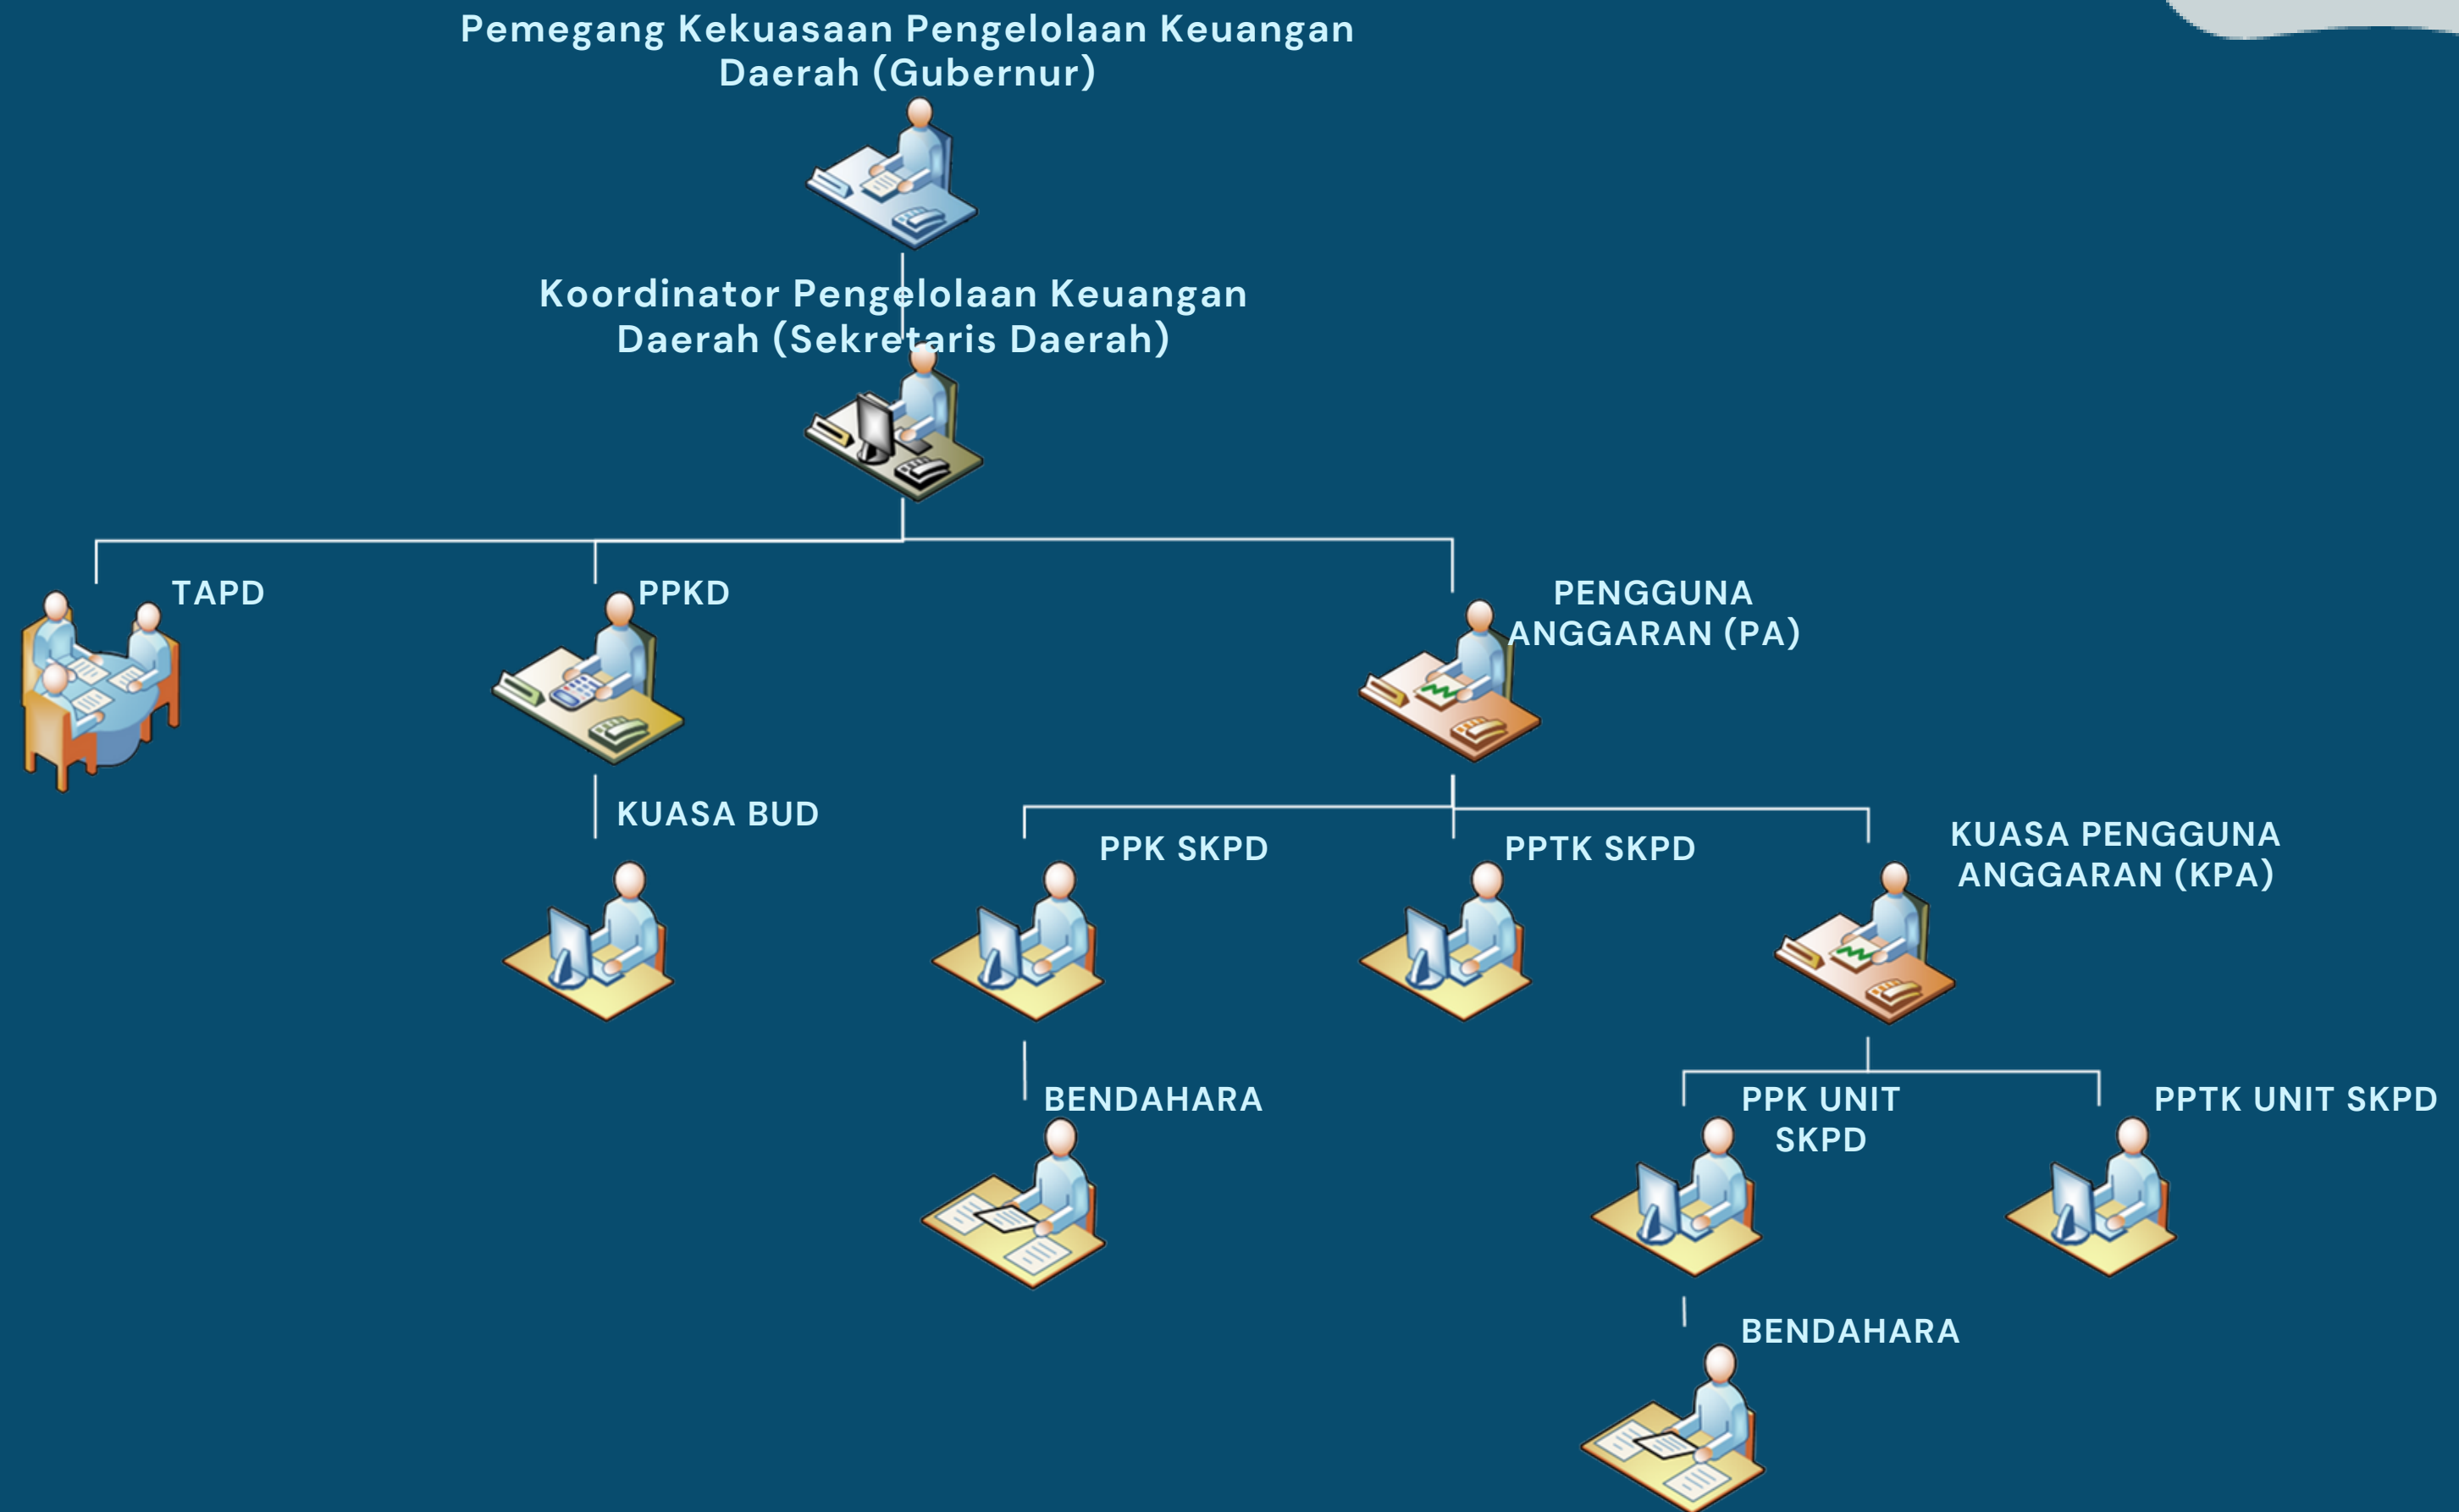 Pemegang Kekuasaan Pengelolaan Keuangan
Daerah (Gubernur)
Koordinator Pengelolaan Keuangan
Daerah (Sekretaris Daerah)
TAPD
PPKD
PENGGUNA
ANGGARAN (PA)
KUASA BUD
PPK SKPD
PPTK SKPD
KUASA PENGGUNA
ANGGARAN (KPA)
BENDAHARA
PPK UNIT
SKPD
PPTK UNIT SKPD
BENDAHARA